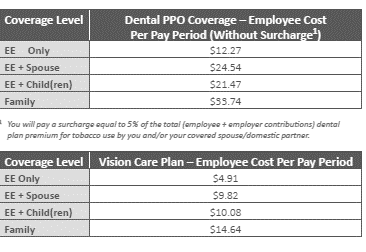 Coverage Level Dental PPO Coverage – Employee Cost
Per Pay Period (Without Surcharge¹)
EE Only $12.27
EE + Spouse $24.54
EE + Child(ren) $21.47
Family $33.74
¹ You will pay a surcharge equal to 5% of the total (employee + employer contributions) dental
plan premium for tobacco use by you and/or your covered spouse/domestic partner.
Coverage Level Vision Care Plan – Employee Cost Per Pay Period
EE Only $4.91
EE + Spouse $9.82
EE + Child(ren) $10.08
Family $14.64